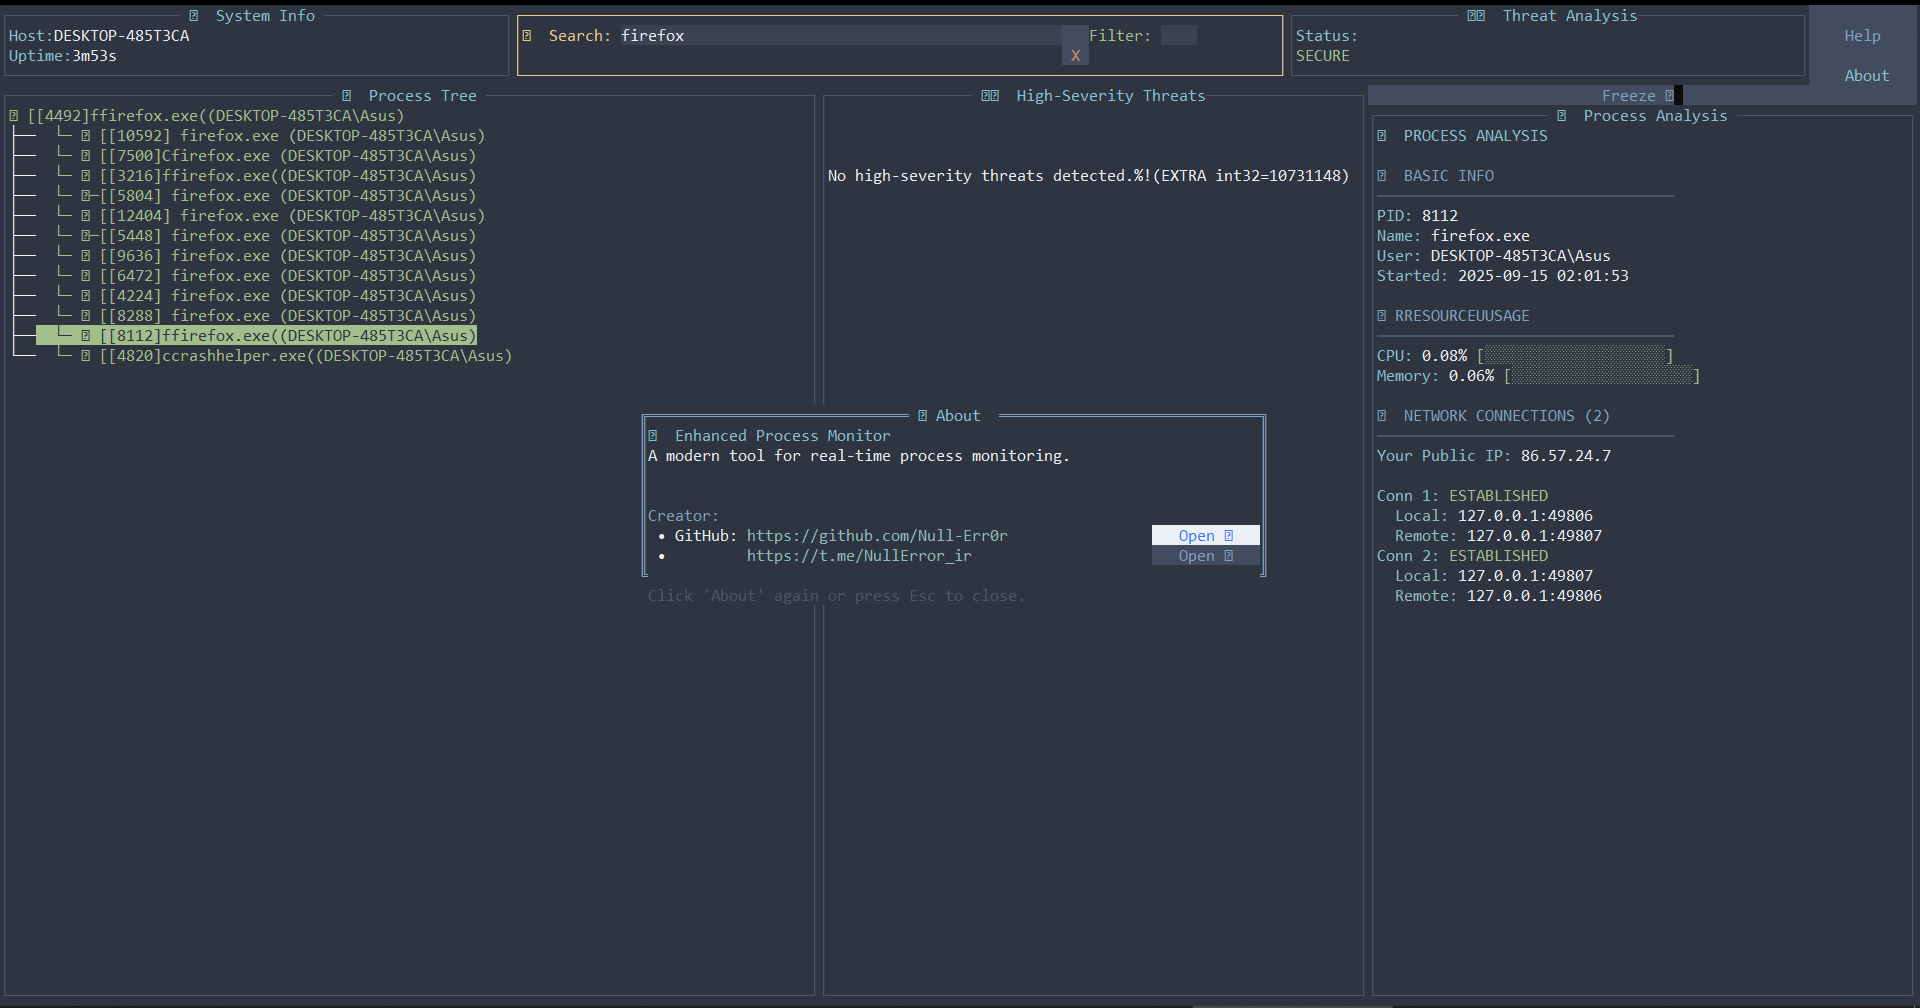 System Info
Host:DESKTOP-485T3CA
Uptime:3m53s
Search: firefox
X
Filter:
Threat Analysis
Status:
SECURE
Help
About
Process Tree
[[4492]ffirefox.exe((DESKTOP-485T3CA\Asus)
[[10592] firefox.exe (DESKTOP-485T3CA\Asus)
[[7500]Cfirefox.exe (DESKTOP-485T3CA\Asus)
[[3216]ffirefox.exe((DESKTOP-485T3CA\Asus)
[[5804] firefox.exe (DESKTOP-485T3CA\Asus)
[[12404] firefox.exe (DESKTOP-485T3CA\Asus)
[[5448] firefox.exe (DESKTOP-485T3CA\Asus)
[[9636] firefox.exe (DESKTOP-485T3CA\Asus)
[[6472] firefox.exe (DESKTOP-485T3CA\Asus)
[[4224] firefox.exe (DESKTOP-485T3CA\Asus)
[[8288] firefox.exe (DESKTOP-485T3CA\Asus)
[[8112]ffirefox.exe((DESKTOP-485T3CA\Asus)
[[4820]ccrashhelper.exe((DESKTOP-485T3CA\Asus)
High-Severity Threats
No high-severity threats detected.%!(EXTRA int32=10731148)
Freeze
Process Analysis
PROCESS ANALYSIS
BASIC INFO
PID: 8112
Name: firefox.exe
User: DESKTOP-485T3CA\Asus
Started: 2025-09-15 02:01:53
RRESOURCEUUSAGE
CPU: 0.08% [ ]
Memory: 0.06% [ ]
NETWORK CONNECTIONS (2)
Your Public IP: 86.57.24.7
Conn 1: ESTABLISHED
Local: 127.0.0.1:49806
Remote: 127.0.0.1:49807
Conn 2: ESTABLISHED
Local: 127.0.0.1:49807
Remote: 127.0.0.1:49806
About
Enhanced Process Monitor
A modern tool for real-time process monitoring.
Creator:
• GitHub: https://github.com/Null-Err0r
Open
• https://t.me/NullError_ir
Open
Click 'About' again or press Esc to close.